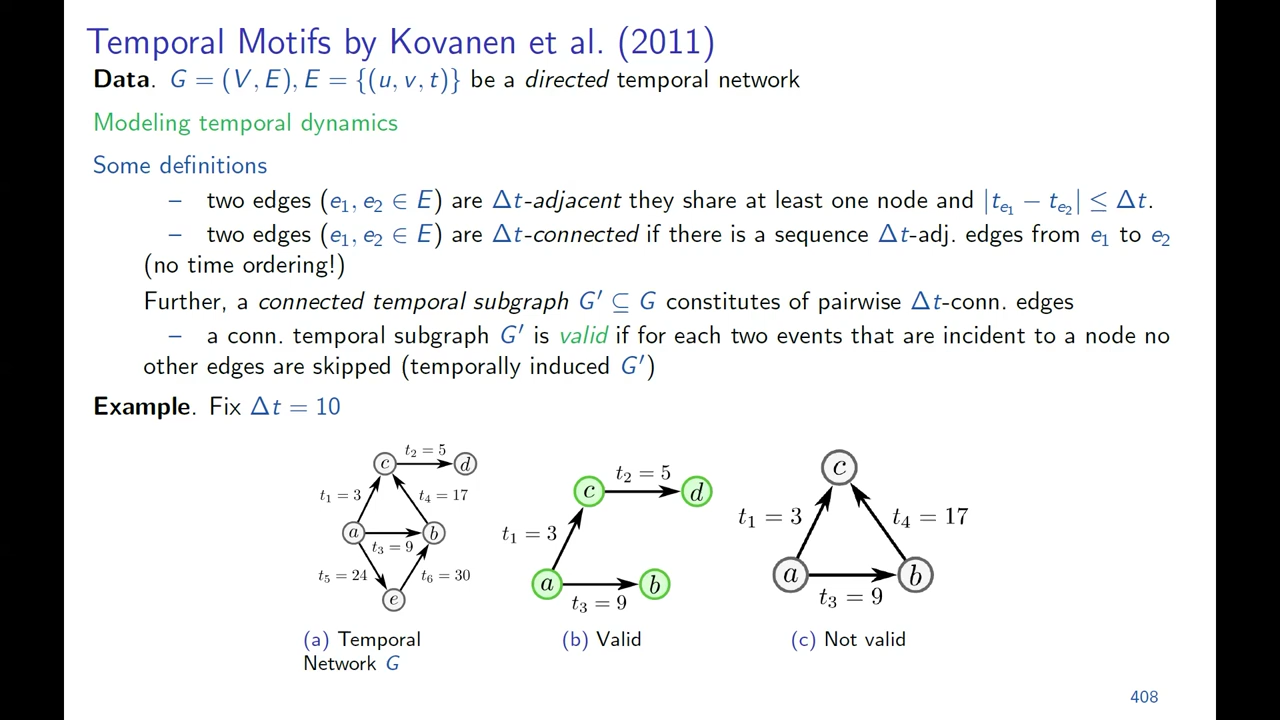 Temporal Motifs by Kovanen et al. (2011)
Data. G = (V, E), E = {(u, v, t)} be a directed temporal network
Modeling temporal dynamics
Some definitions
– two edges (e₁, e₂ ∈ E) are Δt-adjacent they share at least one node and |tₑ₁ − tₑ₂| ≤ Δt.
– two edges (e₁, e₂ ∈ E) are Δt-connected if there is a sequence Δt-adj. edges from e₁ to e₂
(no time ordering!)
Further, a connected temporal subgraph G′ ⊆ G constitutes of pairwise Δt-conn. edges
– a conn. temporal subgraph G′ is valid if for each two events that are incident to a node no
other edges are skipped (temporally induced G′)
Example. Fix Δt = 10
c
t₂ = 5
d
t₁ = 3
t₄ = 17
a
b
t₃ = 9
t₅ = 24
t₆ = 30
e
(a) Temporal
Network G
c
t₂ = 5
d
t₁ = 3
a
b
t₃ = 9
(b) Valid
c
t₁ = 3
t₄ = 17
a
b
t₃ = 9
(c) Not valid
408